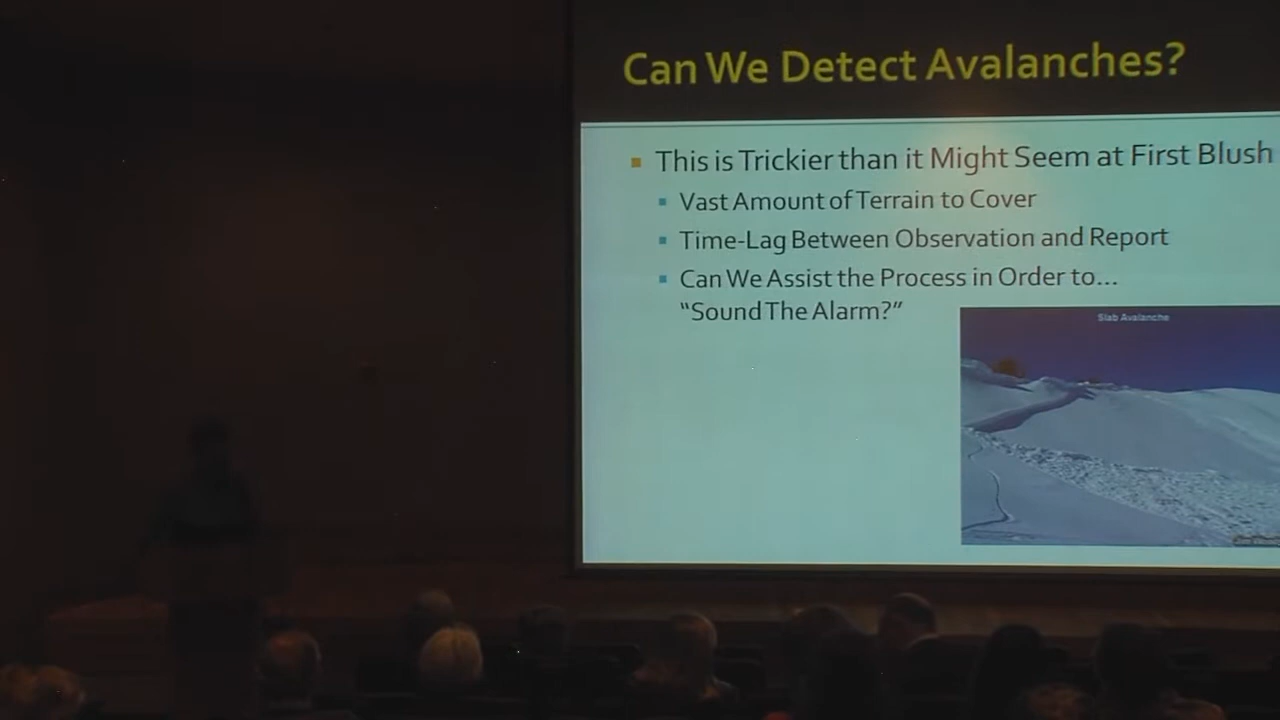 Can We Detect Avalanches?
This is Trickier than it Might Seem at First Blush
Vast Amount of Terrain to Cover
Time-Lag Between Observation and Report
Can We Assist the Process in Order to...
“Sound The Alarm?”
Slab Avalanche